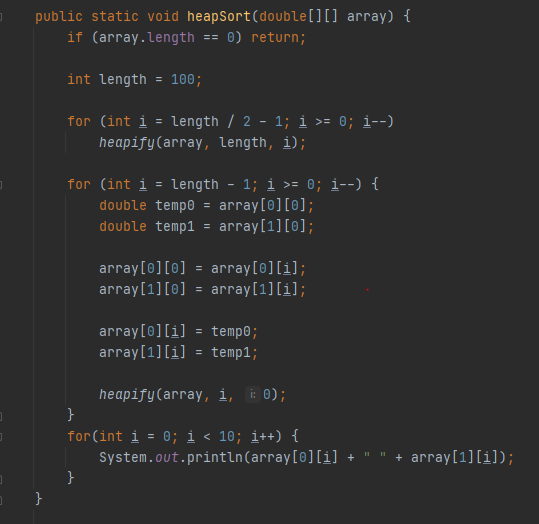 public static void heapSort(double[][] array) {
if (array.length == 0) return;
int length = 100;
for (int i = length / 2 - 1; i >= 0; i--)
heapify(array, length, i);
for (int i = length - 1; i >= 0; i--) {
double temp0 = array[0][0];
double temp1 = array[1][0];
array[0][0] = array[0][i];
array[1][0] = array[1][i];
array[0][i] = temp0;
array[1][i] = temp1;
heapify(array, i, i: 0);
}
for(int i = 0; i < 10; i++) {
System.out.println(array[0][i] + " " + array[1][i]);
}
}